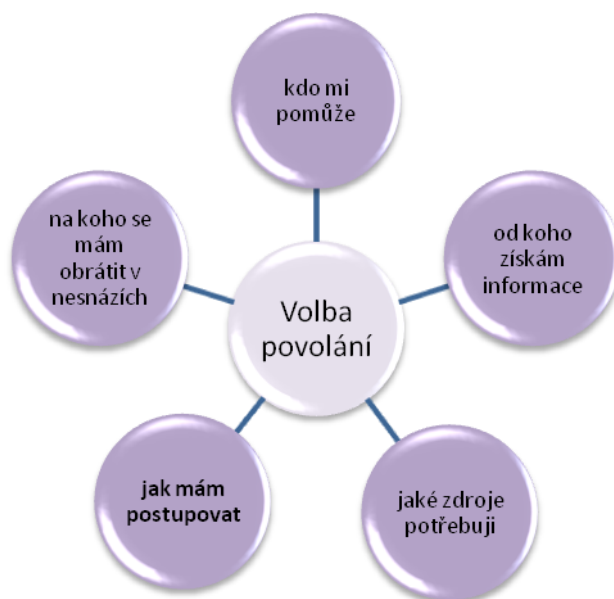 kdo mi
pomůže
na koho se
mám
obrátit v
nesnázích
od koho
získám
informace
Volba
povolání
jak mám
postupovat
jaké zdroje
potřebuji